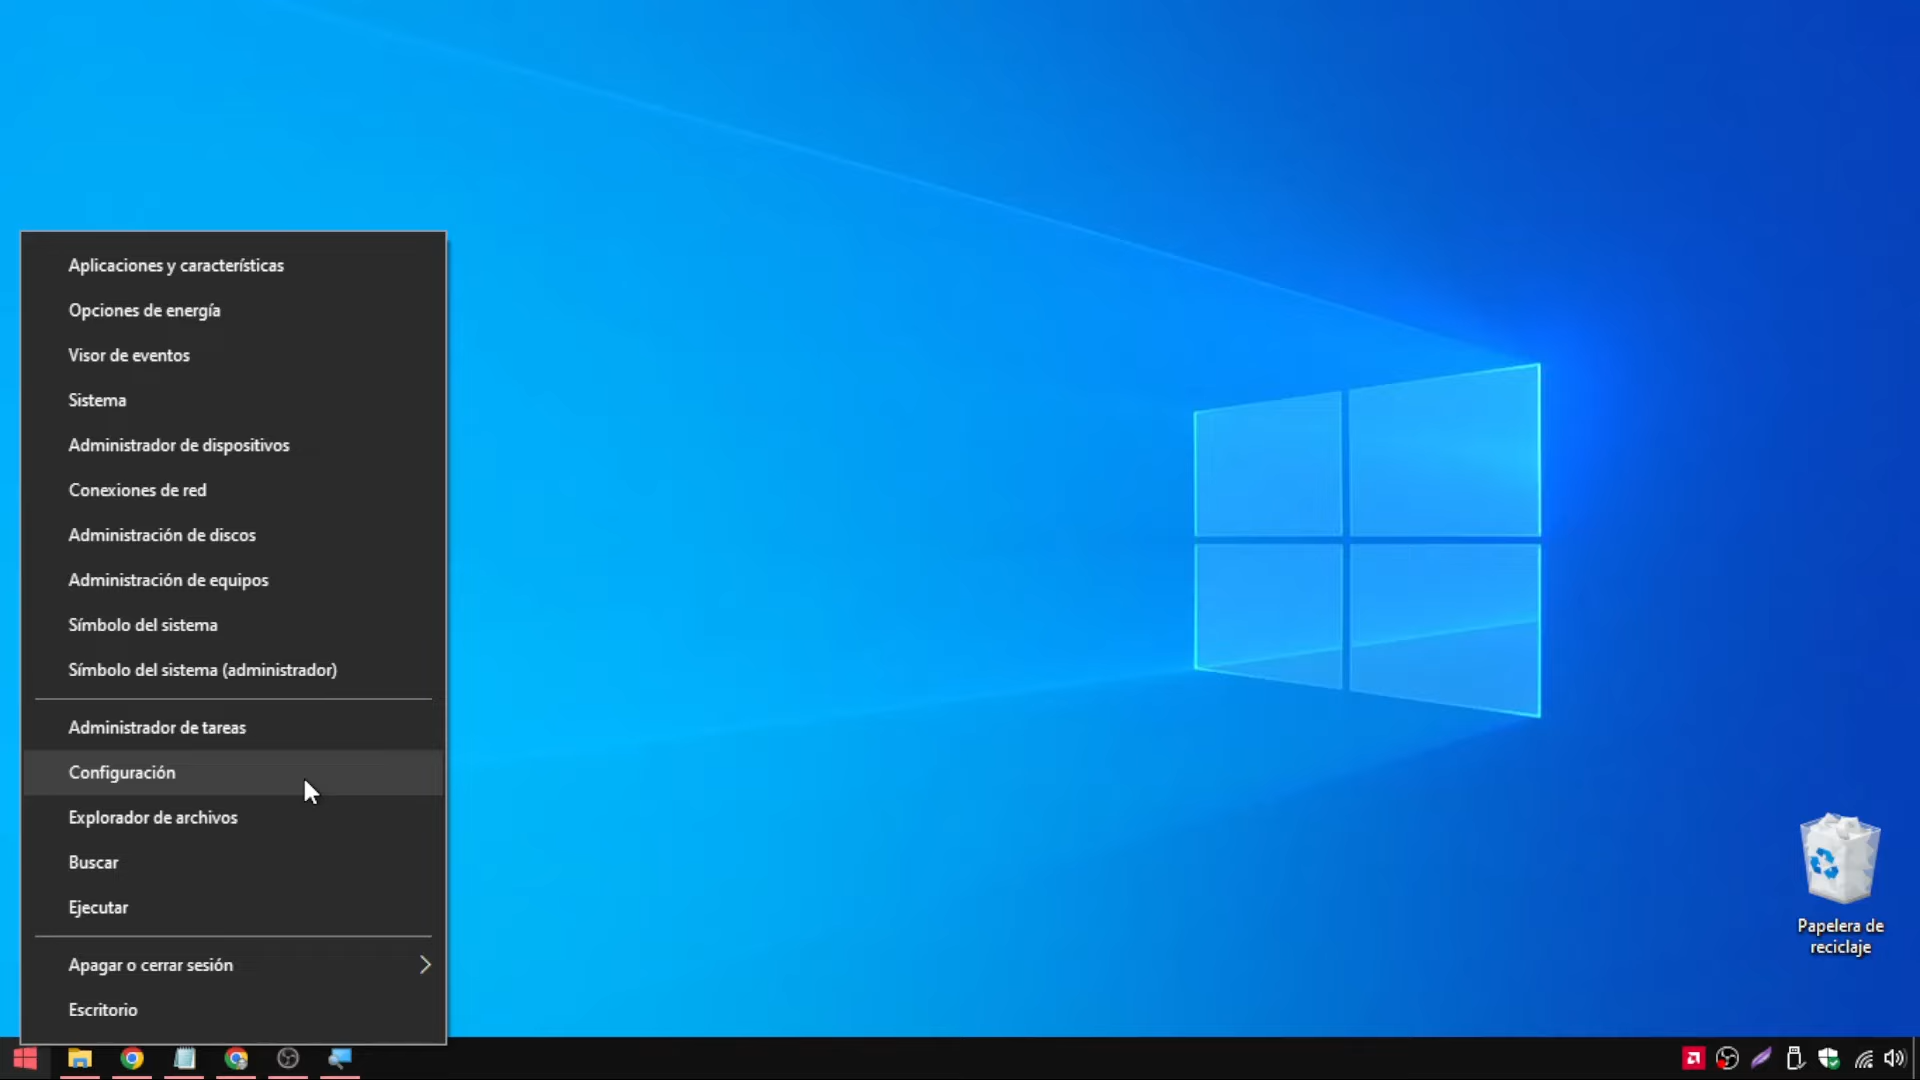 Aplicaciones y características
Opciones de energía
Visor de eventos
Sistema
Administrador de dispositivos
Conexiones de red
Administración de discos
Administración de equipos
Símbolo del sistema
Símbolo del sistema (administrador)
Administrador de tareas
Configuración
Explorador de archivos
Buscar
Ejecutar
Apagar o cerrar sesión
Escritorio
Papelera de
reciclaje